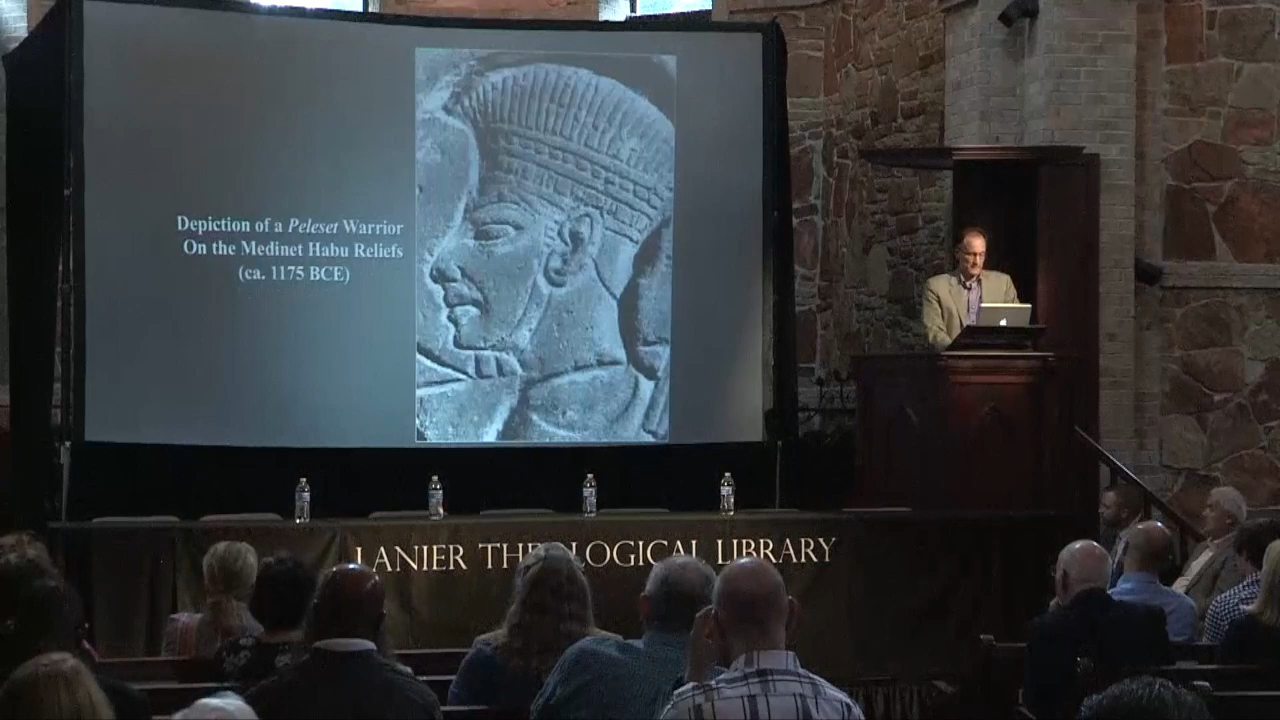 Depiction of a Peleset Warrior
On the Medinet Habu Reliefs
(ca. 1175 BCE)
LANIER THEOLOGICAL LIBRARY